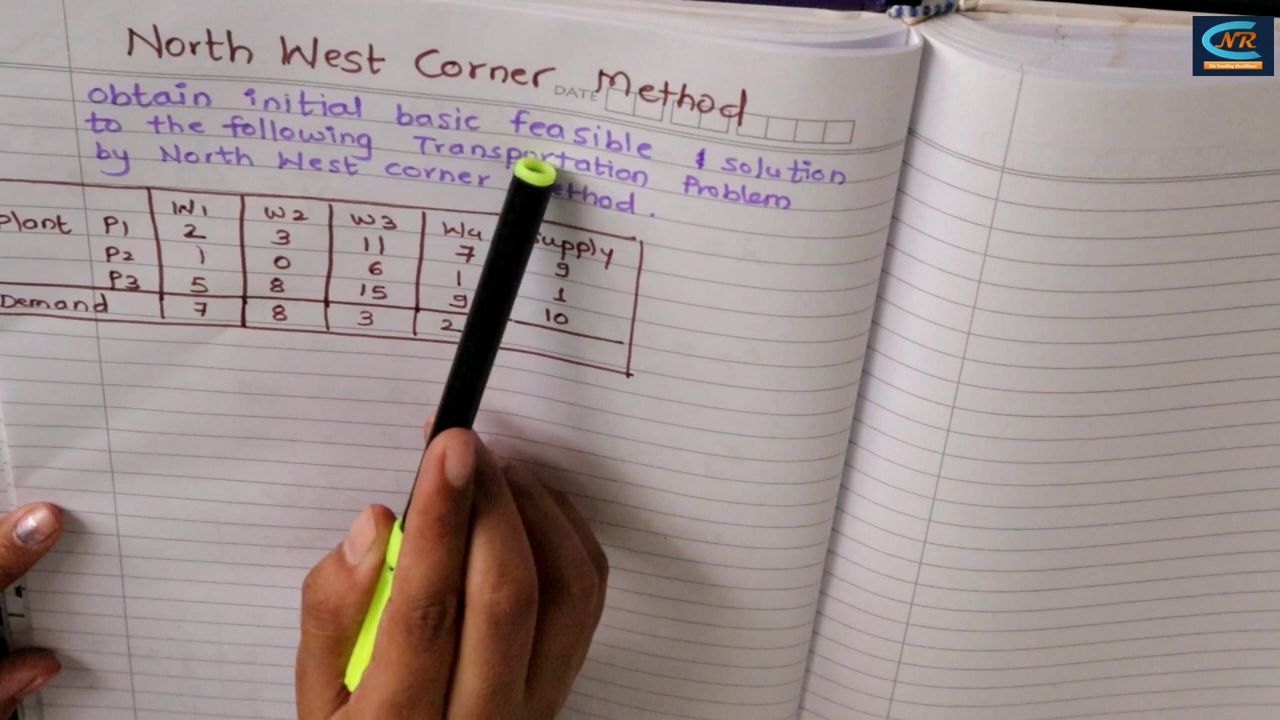 North West Corner Method
DATE
obtain initial basic feasible solution
to the following Transportation Problem
by North West corner method.
W1 W2 W3 W4 Supply
Plant P1 2 3 11 7 9
P2 1 0 6 1 1
P3 5 8 15 9 10
Demand 7 8 3 2
NR